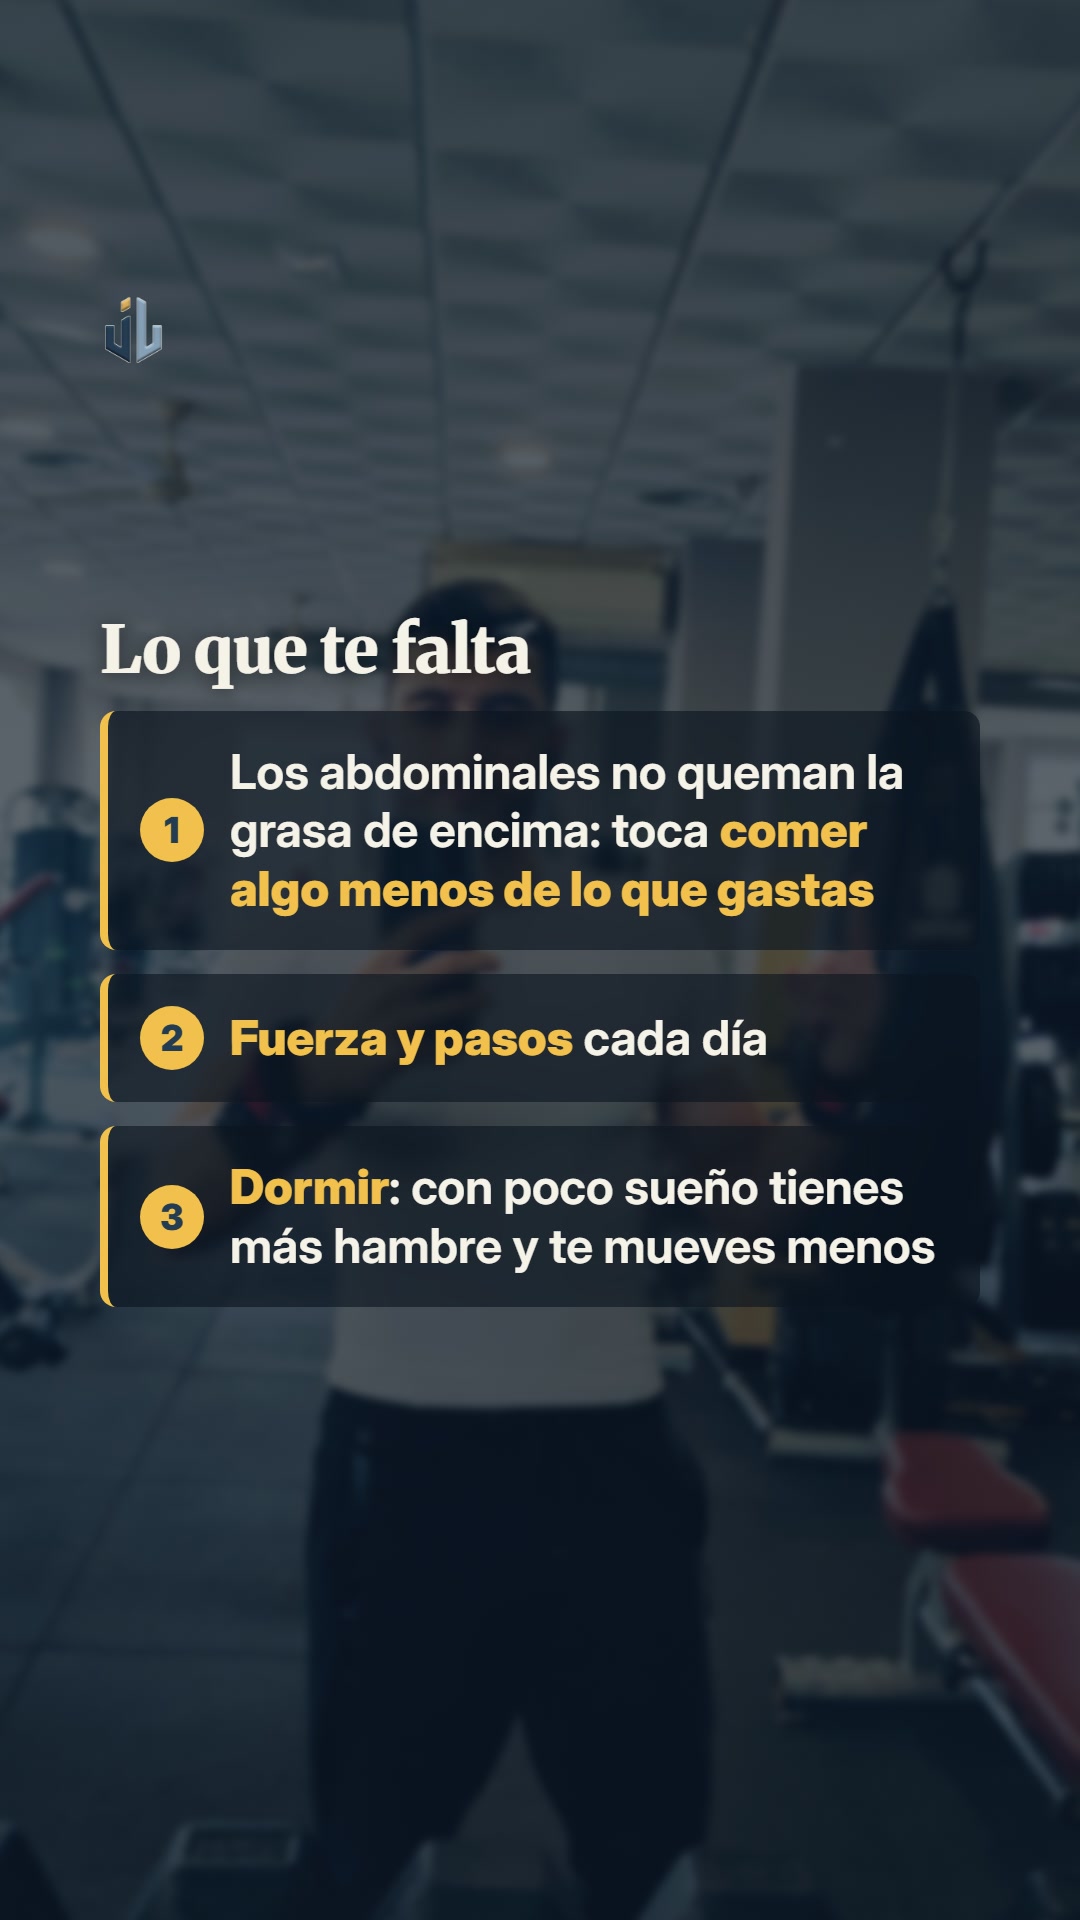 Lo que te falta
1
Los abdominales no queman la
grasa de encima: toca comer
algo menos de lo que gastas
2
Fuerza y pasos cada día
3
Dormir: con poco sueño tienes
más hambre y te mueves menos